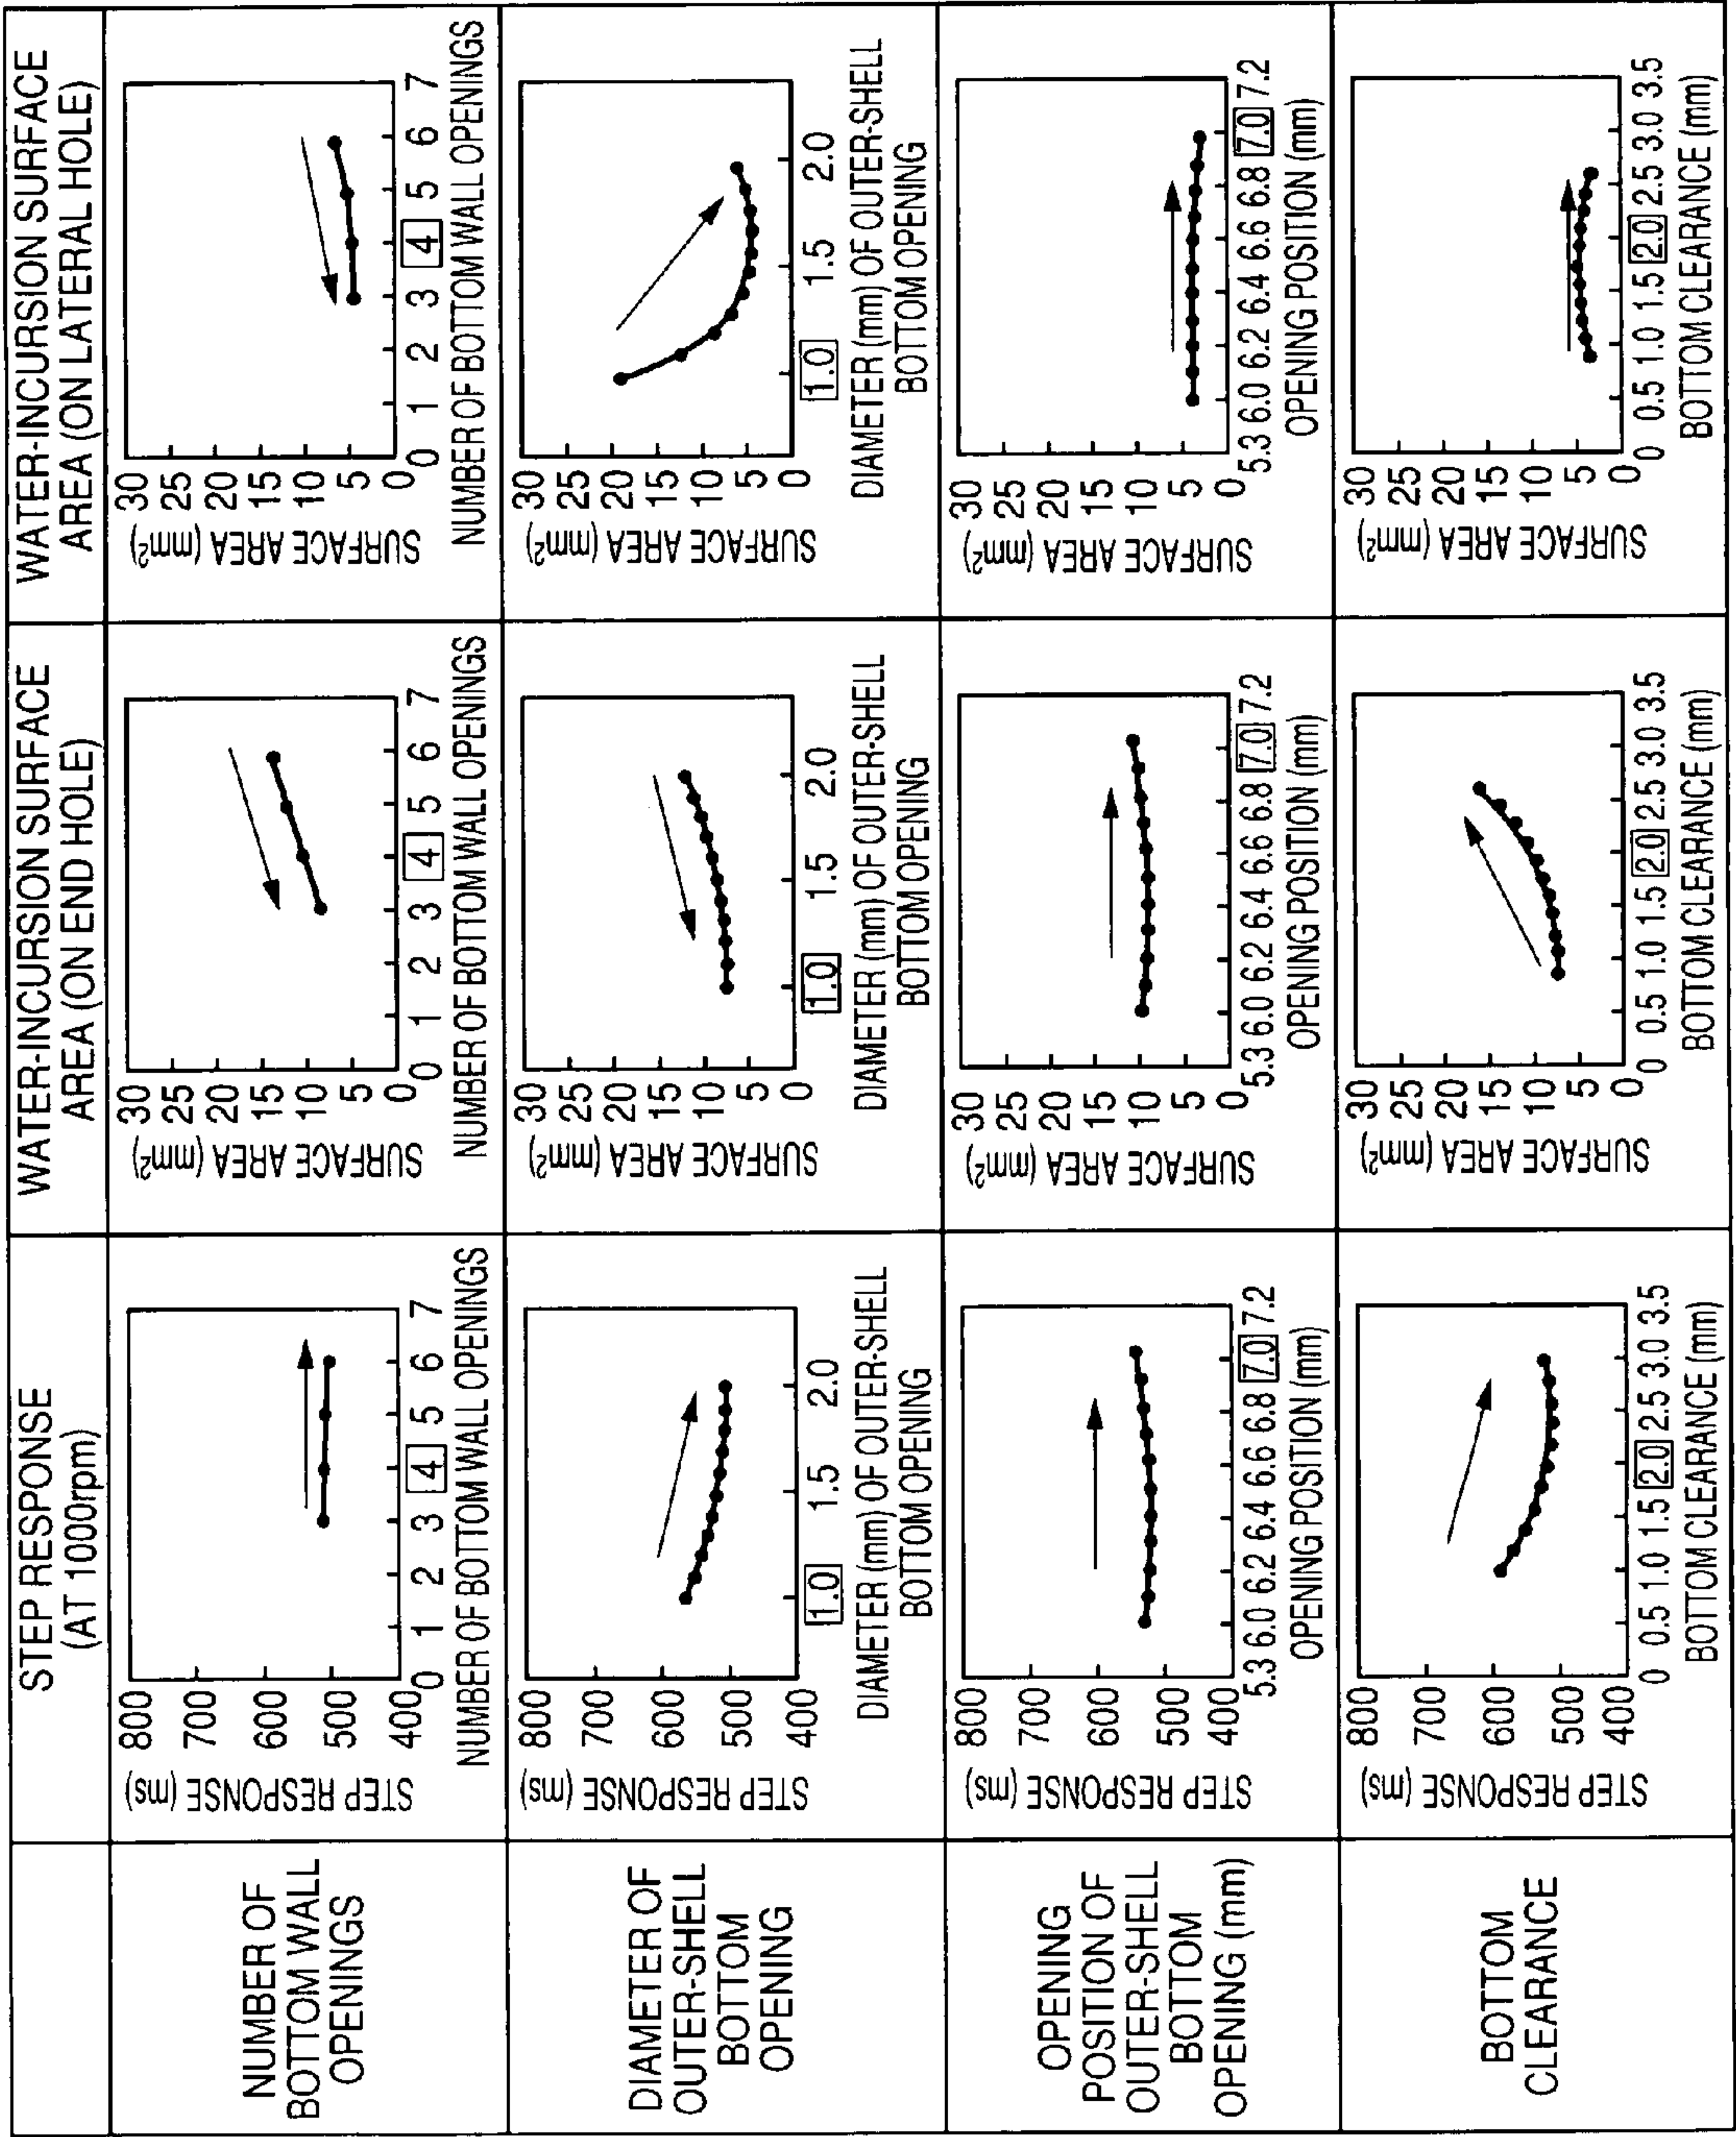 STEP RESPONSE
(AT 1000rpm)
WATER-INCURSION SURFACE
AREA (ON END HOLE)
WATER-INCURSION SURFACE
AREA (ON LATERAL HOLE)
NUMBER OF
BOTTOM WALL
OPENINGS
STEP RESPONSE (ms)
800
700
600
500
400
0 1 2 3 4 5 6 7
NUMBER OF BOTTOM WALL OPENINGS
SURFACE AREA (mm²)
30
25
20
15
10
5
0
0 1 2 3 4 5 6 7
NUMBER OF BOTTOM WALL OPENINGS
SURFACE AREA (mm²)
30
25
20
15
10
5
0
0 1 2 3 4 5 6 7
NUMBER OF BOTTOM WALL OPENINGS
DIAMETER OF
OUTER-SHELL
BOTTOM
OPENING
STEP RESPONSE (ms)
800
700
600
500
400
1.0 1.5 2.0
DIAMETER (mm) OF OUTER-SHELL
BOTTOM OPENING
SURFACE AREA (mm²)
30
25
20
15
10
5
0
1.0 1.5 2.0
DIAMETER (mm) OF OUTER-SHELL
BOTTOM OPENING
SURFACE AREA (mm²)
30
25
20
15
10
5
0
1.0 1.5 2.0
DIAMETER (mm) OF OUTER-SHELL
BOTTOM OPENING
OPENING
POSITION OF
OUTER-SHELL
BOTTOM
OPENING (mm)
STEP RESPONSE (ms)
800
700
600
500
400
5.3 6.0 6.2 6.4 6.6 6.8 7.0 7.2
OPENING POSITION (mm)
SURFACE AREA (mm²)
30
25
20
15
10
5
0
5.3 6.0 6.2 6.4 6.6 6.8 7.0 7.2
OPENING POSITION (mm)
SURFACE AREA (mm²)
30
25
20
15
10
5
0
5.3 6.0 6.2 6.4 6.6 6.8 7.0 7.2
OPENING POSITION (mm)
BOTTOM
CLEARANCE
STEP RESPONSE (ms)
800
700
600
500
400
0 0.5 1.0 1.5 2.0 2.5 3.0 3.5
BOTTOM CLEARANCE (mm)
SURFACE AREA (mm²)
30
25
20
15
10
5
0
0 0.5 1.0 1.5 2.0 2.5 3.0 3.5
BOTTOM CLEARANCE (mm)
SURFACE AREA (mm²)
30
25
20
15
10
5
0
0 0.5 1.0 1.5 2.0 2.5 3.0 3.5
BOTTOM CLEARANCE (mm)